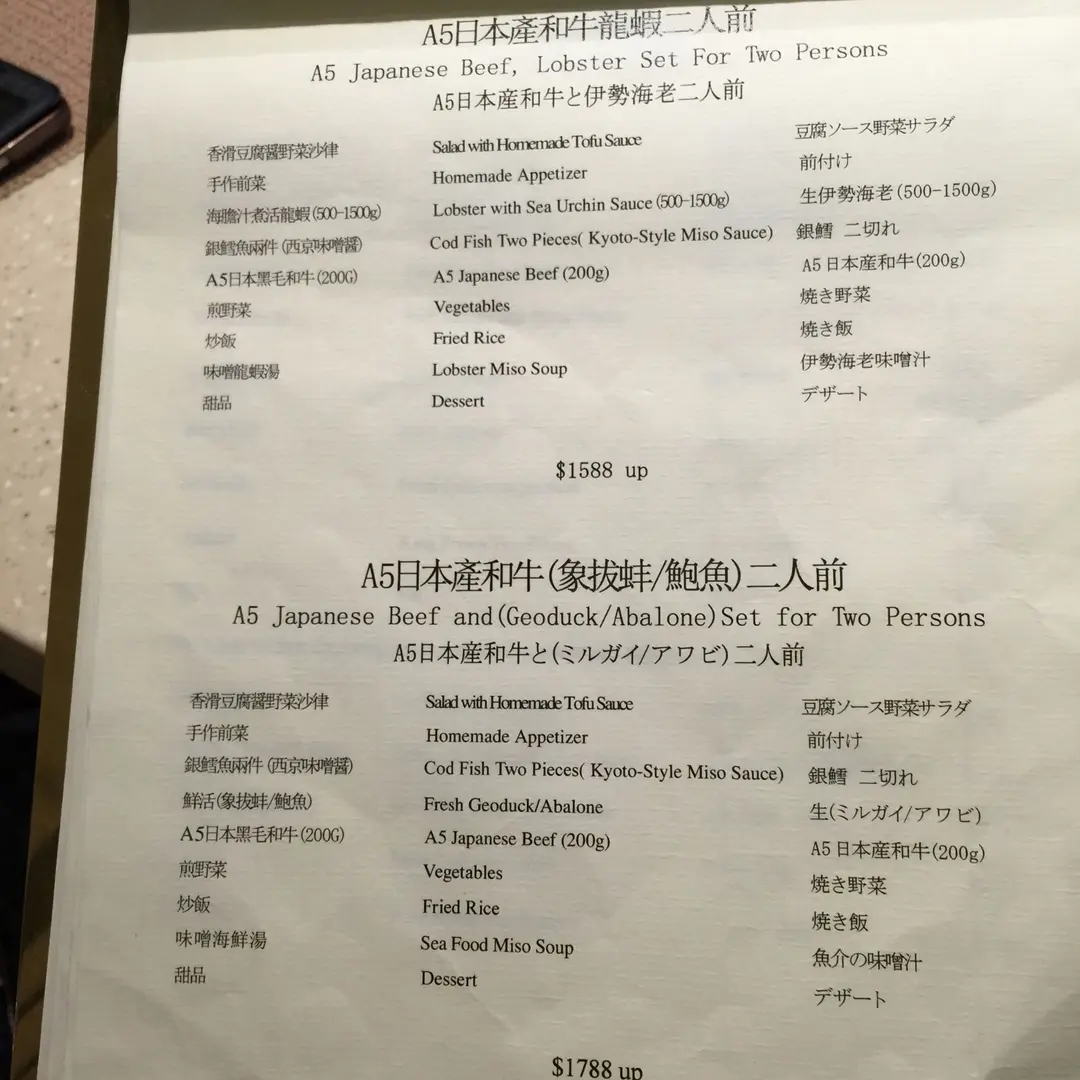 A5日本產和牛龍蝦二人前
A5 Japanese Beef, Lobster Set For Two Persons
A5日本産和牛と伊勢海老二人前
香滑豆腐醬野菜沙律 Salad with Homemade Tofu Sauce 豆腐ソース野菜サラダ
手作前菜 Homemade Appetizer 前付け
海膽汁煮活龍蝦(500-1500g) Lobster with Sea Urchin Sauce (500-1500g) 生伊勢海老(500-1500g)
銀鱈魚兩件 (西京味噌醬) Cod Fish Two Pieces( Kyoto-Style Miso Sauce) 銀鱈 二切れ
A5日本黑毛和牛(200G) A5 Japanese Beef (200g) A5 日本産和牛(200g)
煎野菜 Vegetables 焼き野菜
炒飯 Fried Rice 焼き飯
味噌龍蝦湯 Lobster Miso Soup 伊勢海老味噌汁
甜品 Dessert デザート
$1588 up
A5日本產和牛(象拔蚌/鮑魚)二人前
A5 Japanese Beef and(Geoduck/Abalone)Set for Two Persons
A5日本産和牛と(ミルガイ/アワビ)二人前
香滑豆腐醬野菜沙律 Salad with Homemade Tofu Sauce 豆腐ソース野菜サラダ
手作前菜 Homemade Appetizer 前付け
銀鱈魚兩件 (西京味噌醬) Cod Fish Two Pieces( Kyoto-Style Miso Sauce) 銀鱈 二切れ
鮮活(象拔蚌/鮑魚) Fresh Geoduck/Abalone 生(ミルガイ/アワビ)
A5日本黑毛和牛(200G) A5 Japanese Beef (200g) A5 日本産和牛(200g)
煎野菜 Vegetables 焼き野菜
炒飯 Fried Rice 焼き飯
味噌海鮮湯 Sea Food Miso Soup 魚介の味噌汁
甜品 Dessert デザート
$1788 up